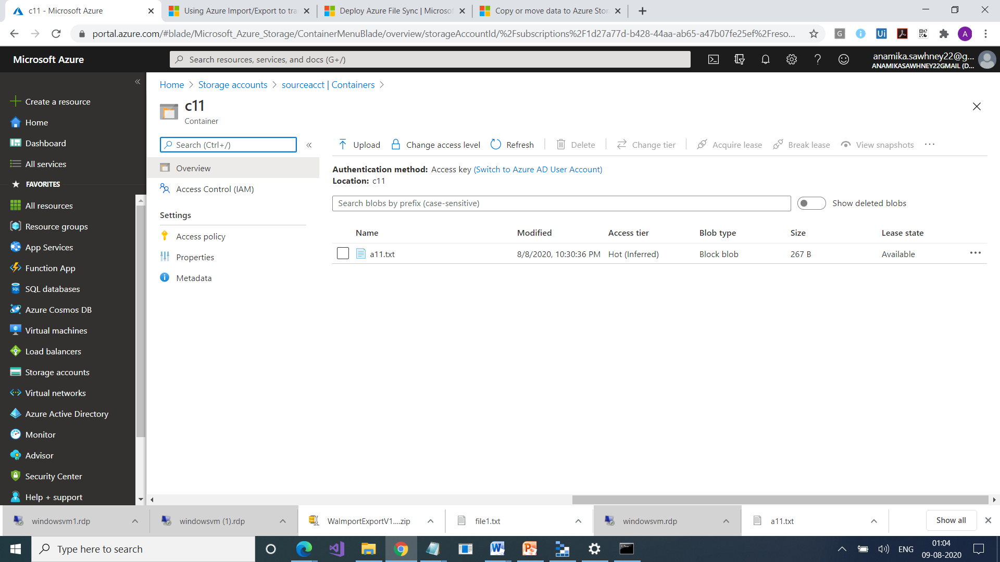 c11 - Microsoft Azure
Using Azure Import/Export to tra
Deploy Azure File Sync | Microsof
Copy or move data to Azure Stor
portal.azure.com/#blade/Microsoft_Azure_Storage/ContainerMenuBlade/overview/storageAccountId/%2Fsubscriptions%2F1d27a77d-b428-44aa-ab65-a47b07fe25ef%2Freso...
G
i
Ui
A
Microsoft Azure
Search resources, services, and docs (G+/)
anamika.sawhney22@g...
ANAMIKASAWHNEY22GMAIL (D...
Create a resource
Home
Dashboard
All services
FAVORITES
All resources
Resource groups
App Services
Function App
SQL
SQL databases
Azure Cosmos DB
Virtual machines
Load balancers
Storage accounts
Virtual networks
Azure Active Directory
Monitor
Advisor
Security Center
Help + support
Home > Storage accounts > sourceacct | Containers >
c11
Container
Search (Ctrl+/)
Overview
Access Control (IAM)
Settings
Access policy
Properties
Metadata
Upload
Change access level
Refresh
Delete
Change tier
Acquire lease
Break lease
View snapshots
...
Authentication method: Access key (Switch to Azure AD User Account)
Location: c11
Search blobs by prefix (case-sensitive)
Show deleted blobs
Name Modified Access tier Blob type Size Lease state
a11.txt 8/8/2020, 10:30:36 PM Hot (Inferred) Block blob 267 B Available ...
windowsvm1.rdp
windowsvm (1).rdp
WaImportExportV1....zip
file1.txt
windowsvm.rdp
a11.txt
Show all
Type here to search
ENG
01:04
09-08-2020